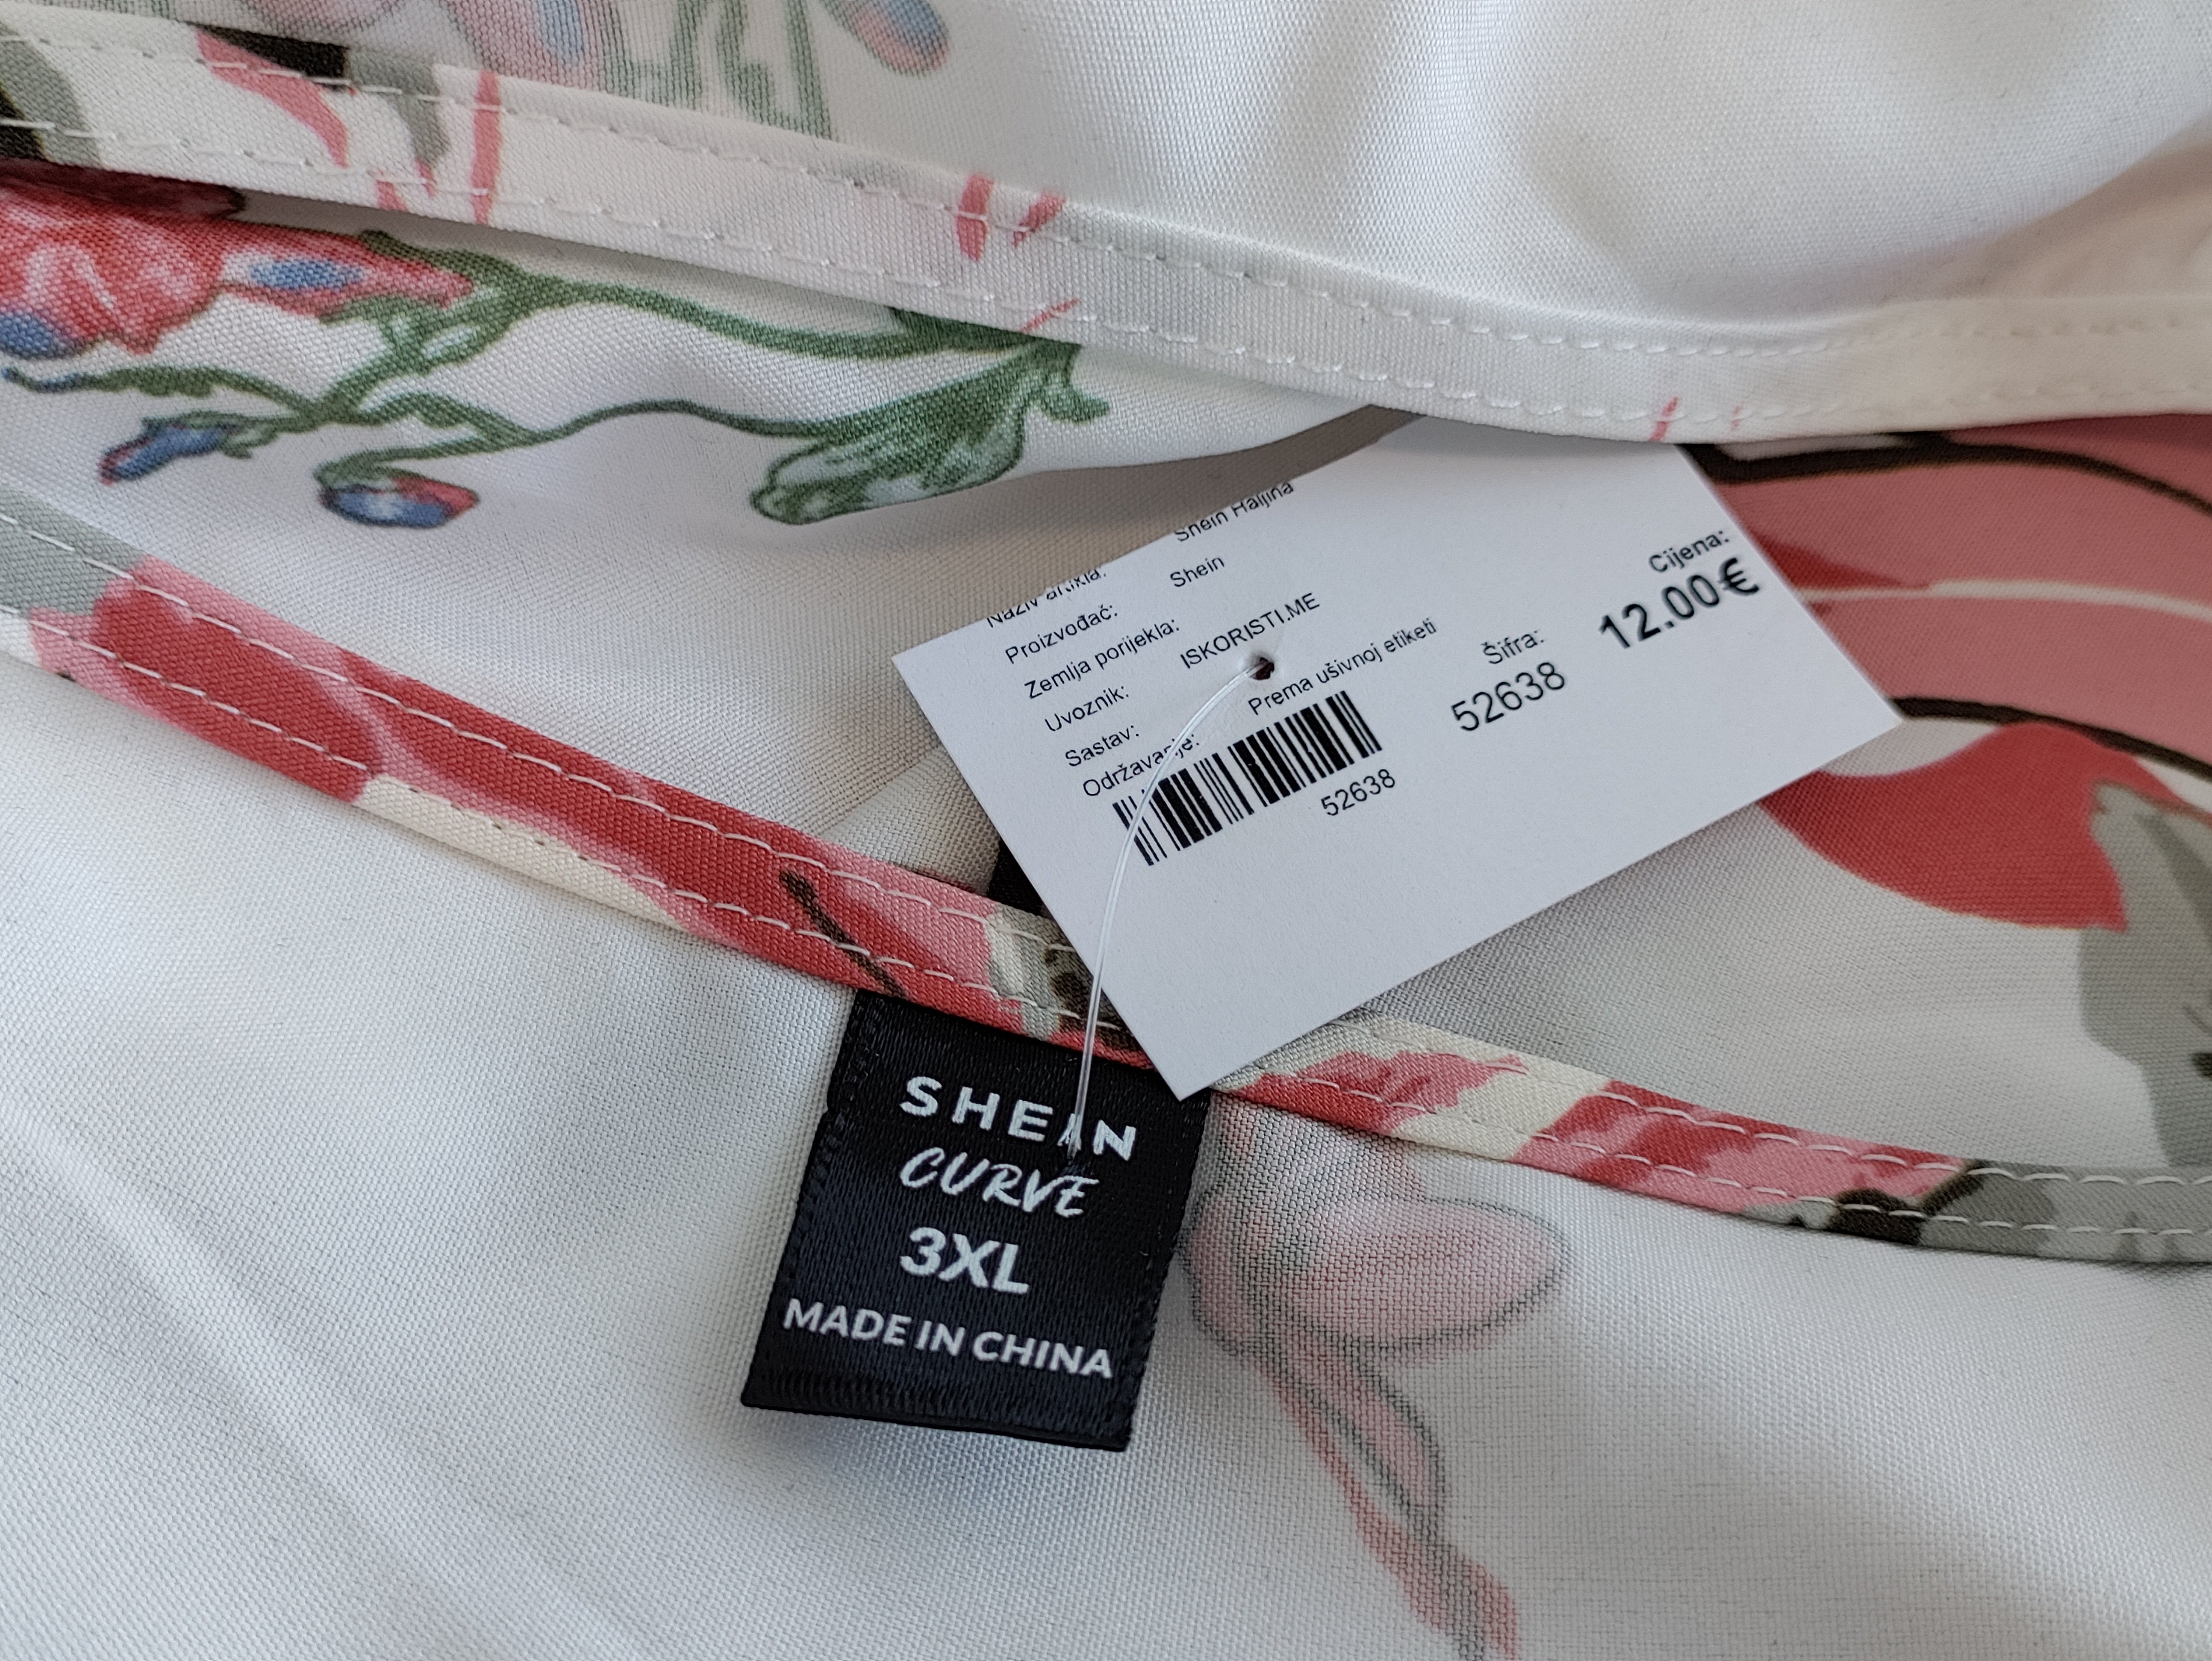 Naziv artikla:
Shein Haljina
Proizvođač:
Shein
Zemlja porijekla:
Uvoznik:
ISKORISTI.ME
Sastav:
Održavanje:
Prema ušivnoj etiketi
52638
Šifra:
52638
Cijena:
12.00€
SHEIN
CURVE
3XL
MADE IN CHINA